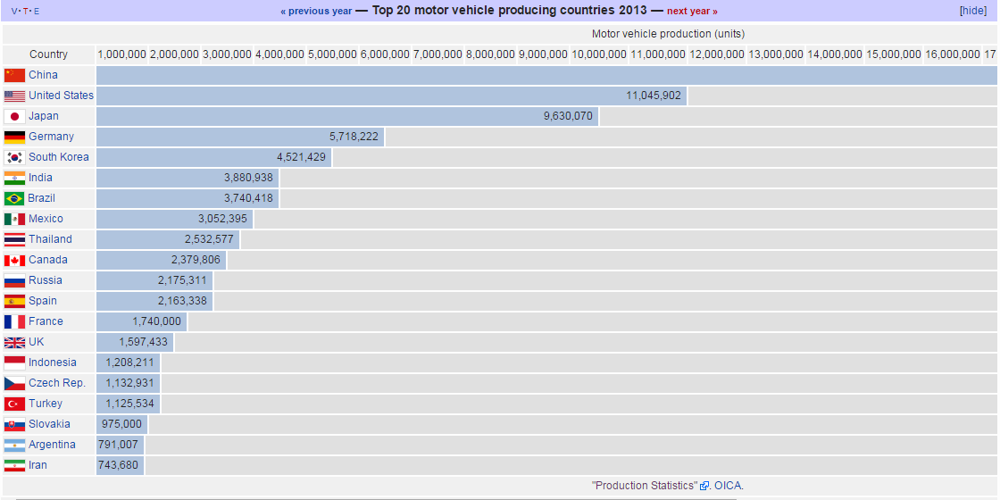 V · T · E « previous year — Top 20 motor vehicle producing countries 2013 — next year » [hide]
Motor vehicle production (units)
Country 1,000,000 2,000,000 3,000,000 4,000,000 5,000,000 6,000,000 7,000,000 8,000,000 9,000,000 10,000,000 11,000,000 12,000,000 13,000,000 14,000,000 15,000,000 16,000,000 17
China
United States 11,045,902
Japan 9,630,070
Germany 5,718,222
South Korea 4,521,429
India 3,880,938
Brazil 3,740,418
Mexico 3,052,395
Thailand 2,532,577
Canada 2,379,806
Russia 2,175,311
Spain 2,163,338
France 1,740,000
UK 1,597,433
Indonesia 1,208,211
Czech Rep. 1,132,931
Turkey 1,125,534
Slovakia 975,000
Argentina 791,007
Iran 743,680
"Production Statistics". OICA.